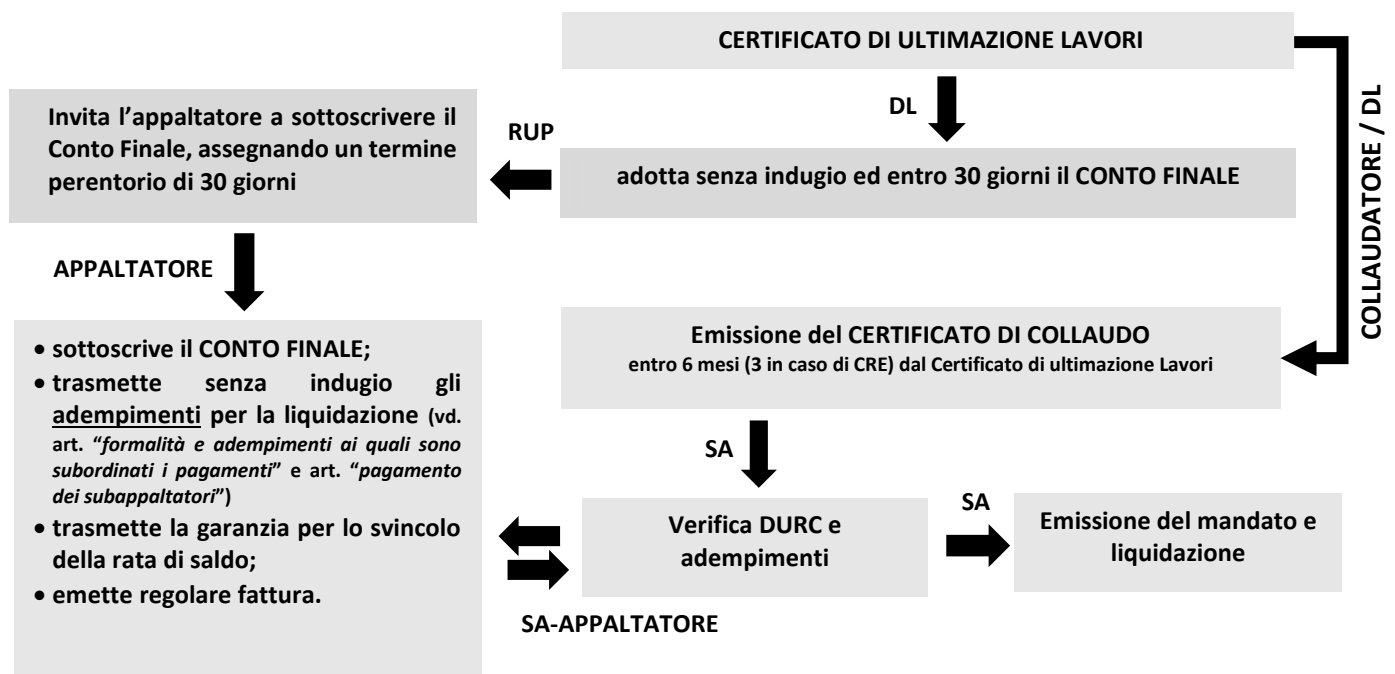 CERTIFICATO DI ULTIMAZIONE LAVORI
DL
COLLAUDATORE / DL
adotta senza indugio ed entro 30 giorni il CONTO FINALE
RUP
Invita l'appaltatore a sottoscrivere il
Conto Finale, assegnando un termine
perentorio di 30 giorni
APPALTATORE
• sottoscrive il CONTO FINALE;
• trasmette senza indugio gli
adempimenti per la liquidazione (vd.
art. “formalità e adempimenti ai quali sono
subordinati i pagamenti” e art. “pagamento
dei subappaltatori”)
• trasmette la garanzia per lo svincolo
della rata di saldo;
• emette regolare fattura.
Emissione del CERTIFICATO DI COLLAUDO
entro 6 mesi (3 in caso di CRE) dal Certificato di ultimazione Lavori
SA
Verifica DURC e
adempimenti
SA-APPALTATORE
SA
Emissione del mandato e
liquidazione